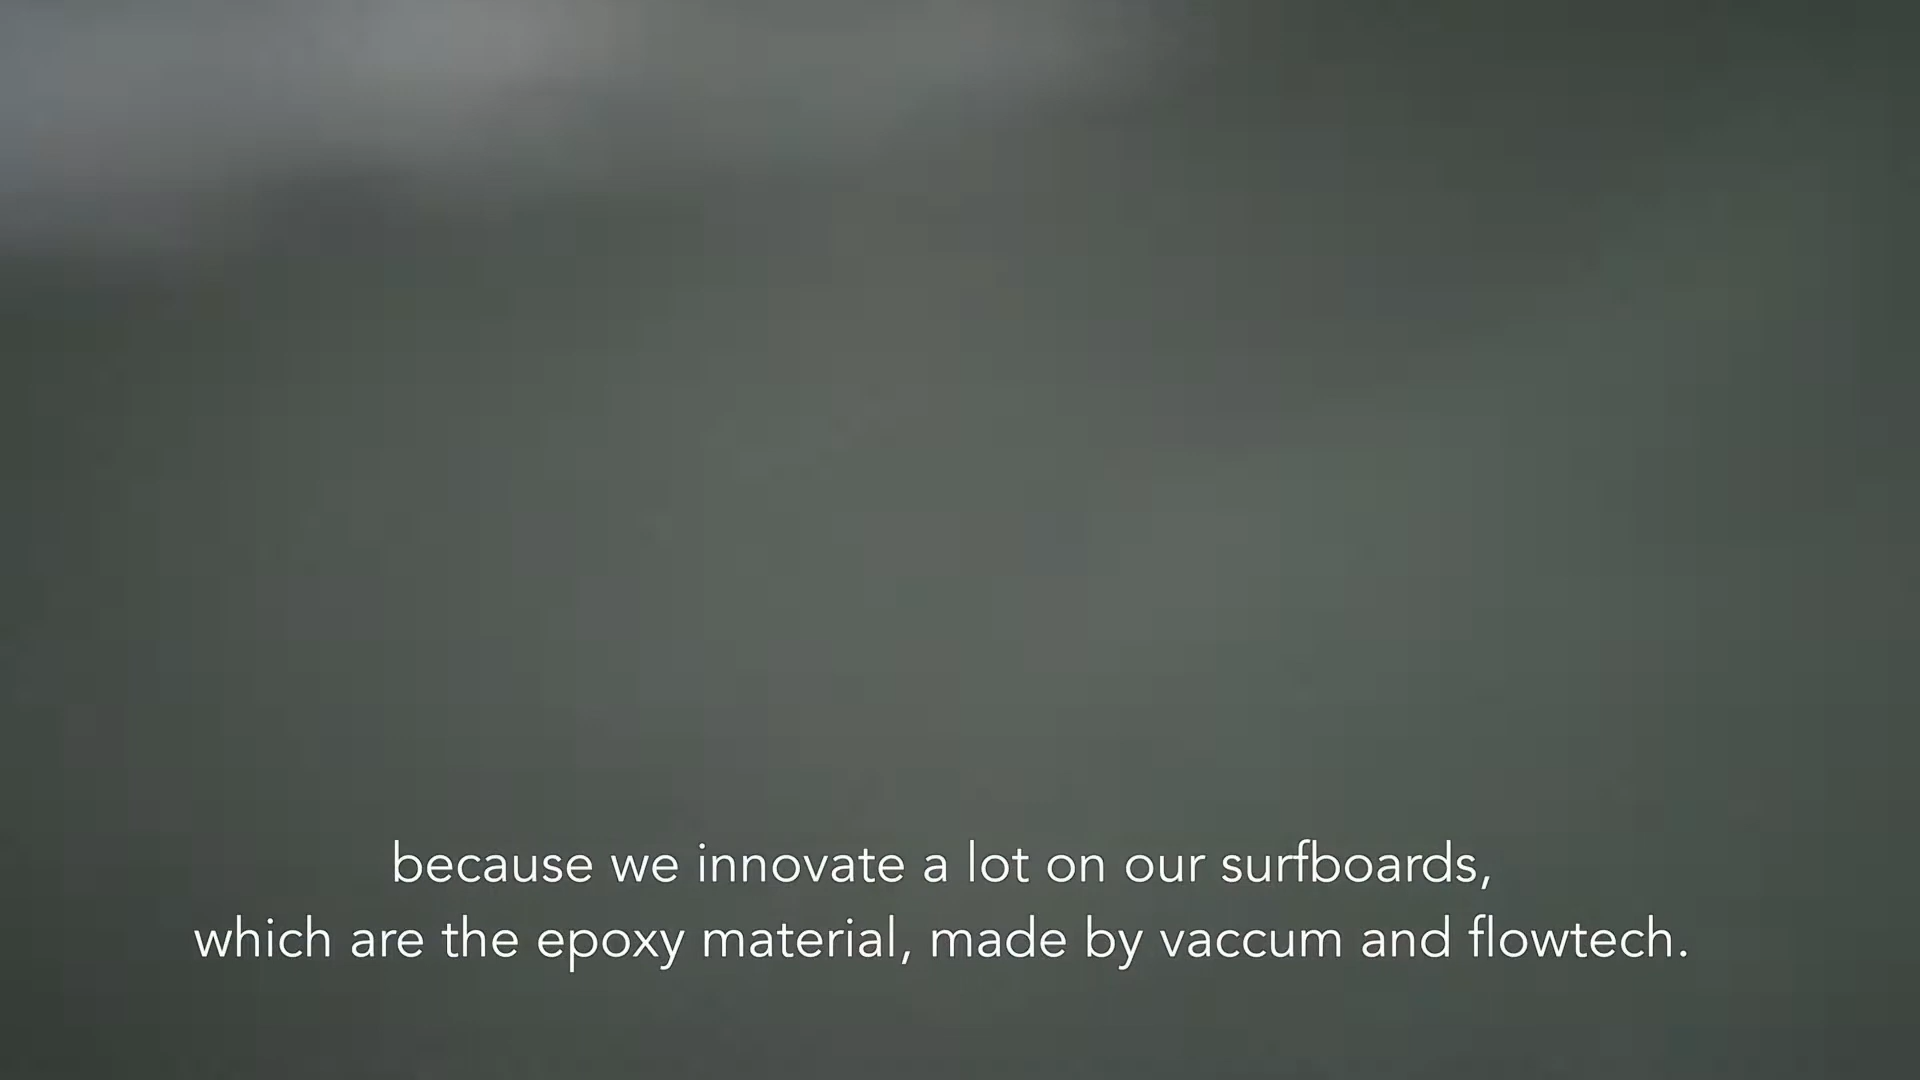 because we innovate a lot on our surfboards,
which are the epoxy material, made by vaccum and flowtech.